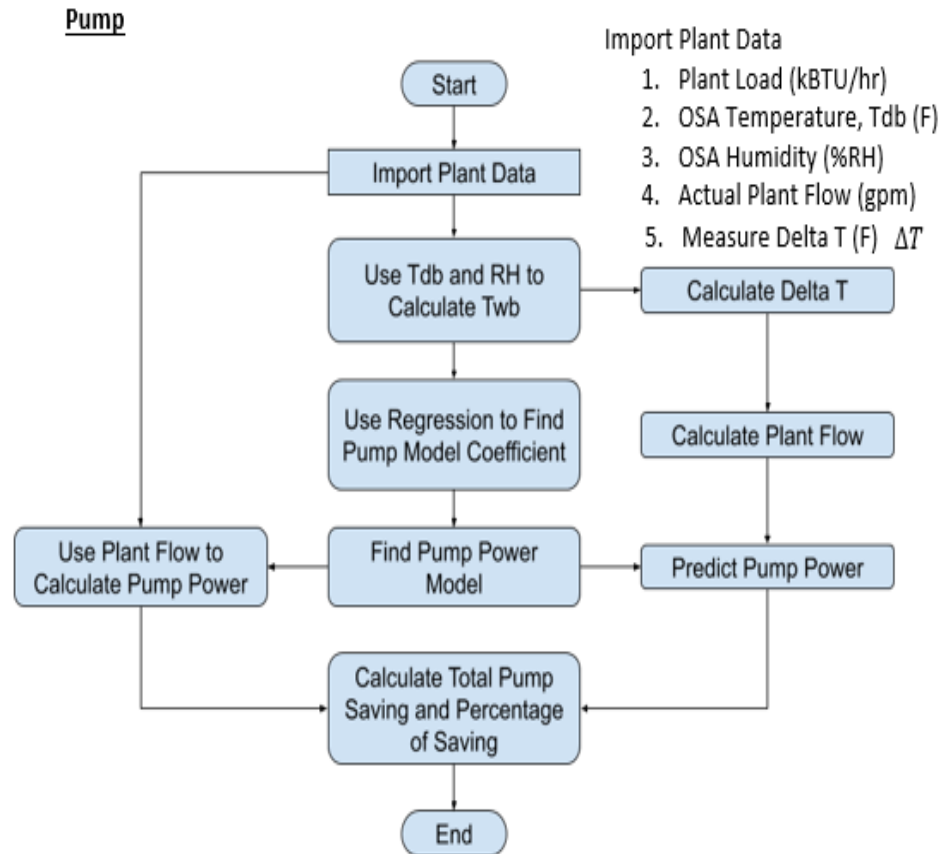 Pump
Import Plant Data
1. Plant Load (kBTU/hr)
2. OSA Temperature, Tdb (F)
3. OSA Humidity (%RH)
4. Actual Plant Flow (gpm)
5. Measure Delta T (F) ΔT
Start
Import Plant Data
Use Tdb and RH to
Calculate Twb
Calculate Delta T
Use Regression to Find
Pump Model Coefficient
Calculate Plant Flow
Use Plant Flow to
Calculate Pump Power
Find Pump Power
Model
Predict Pump Power
Calculate Total Pump
Saving and Percentage
of Saving
End